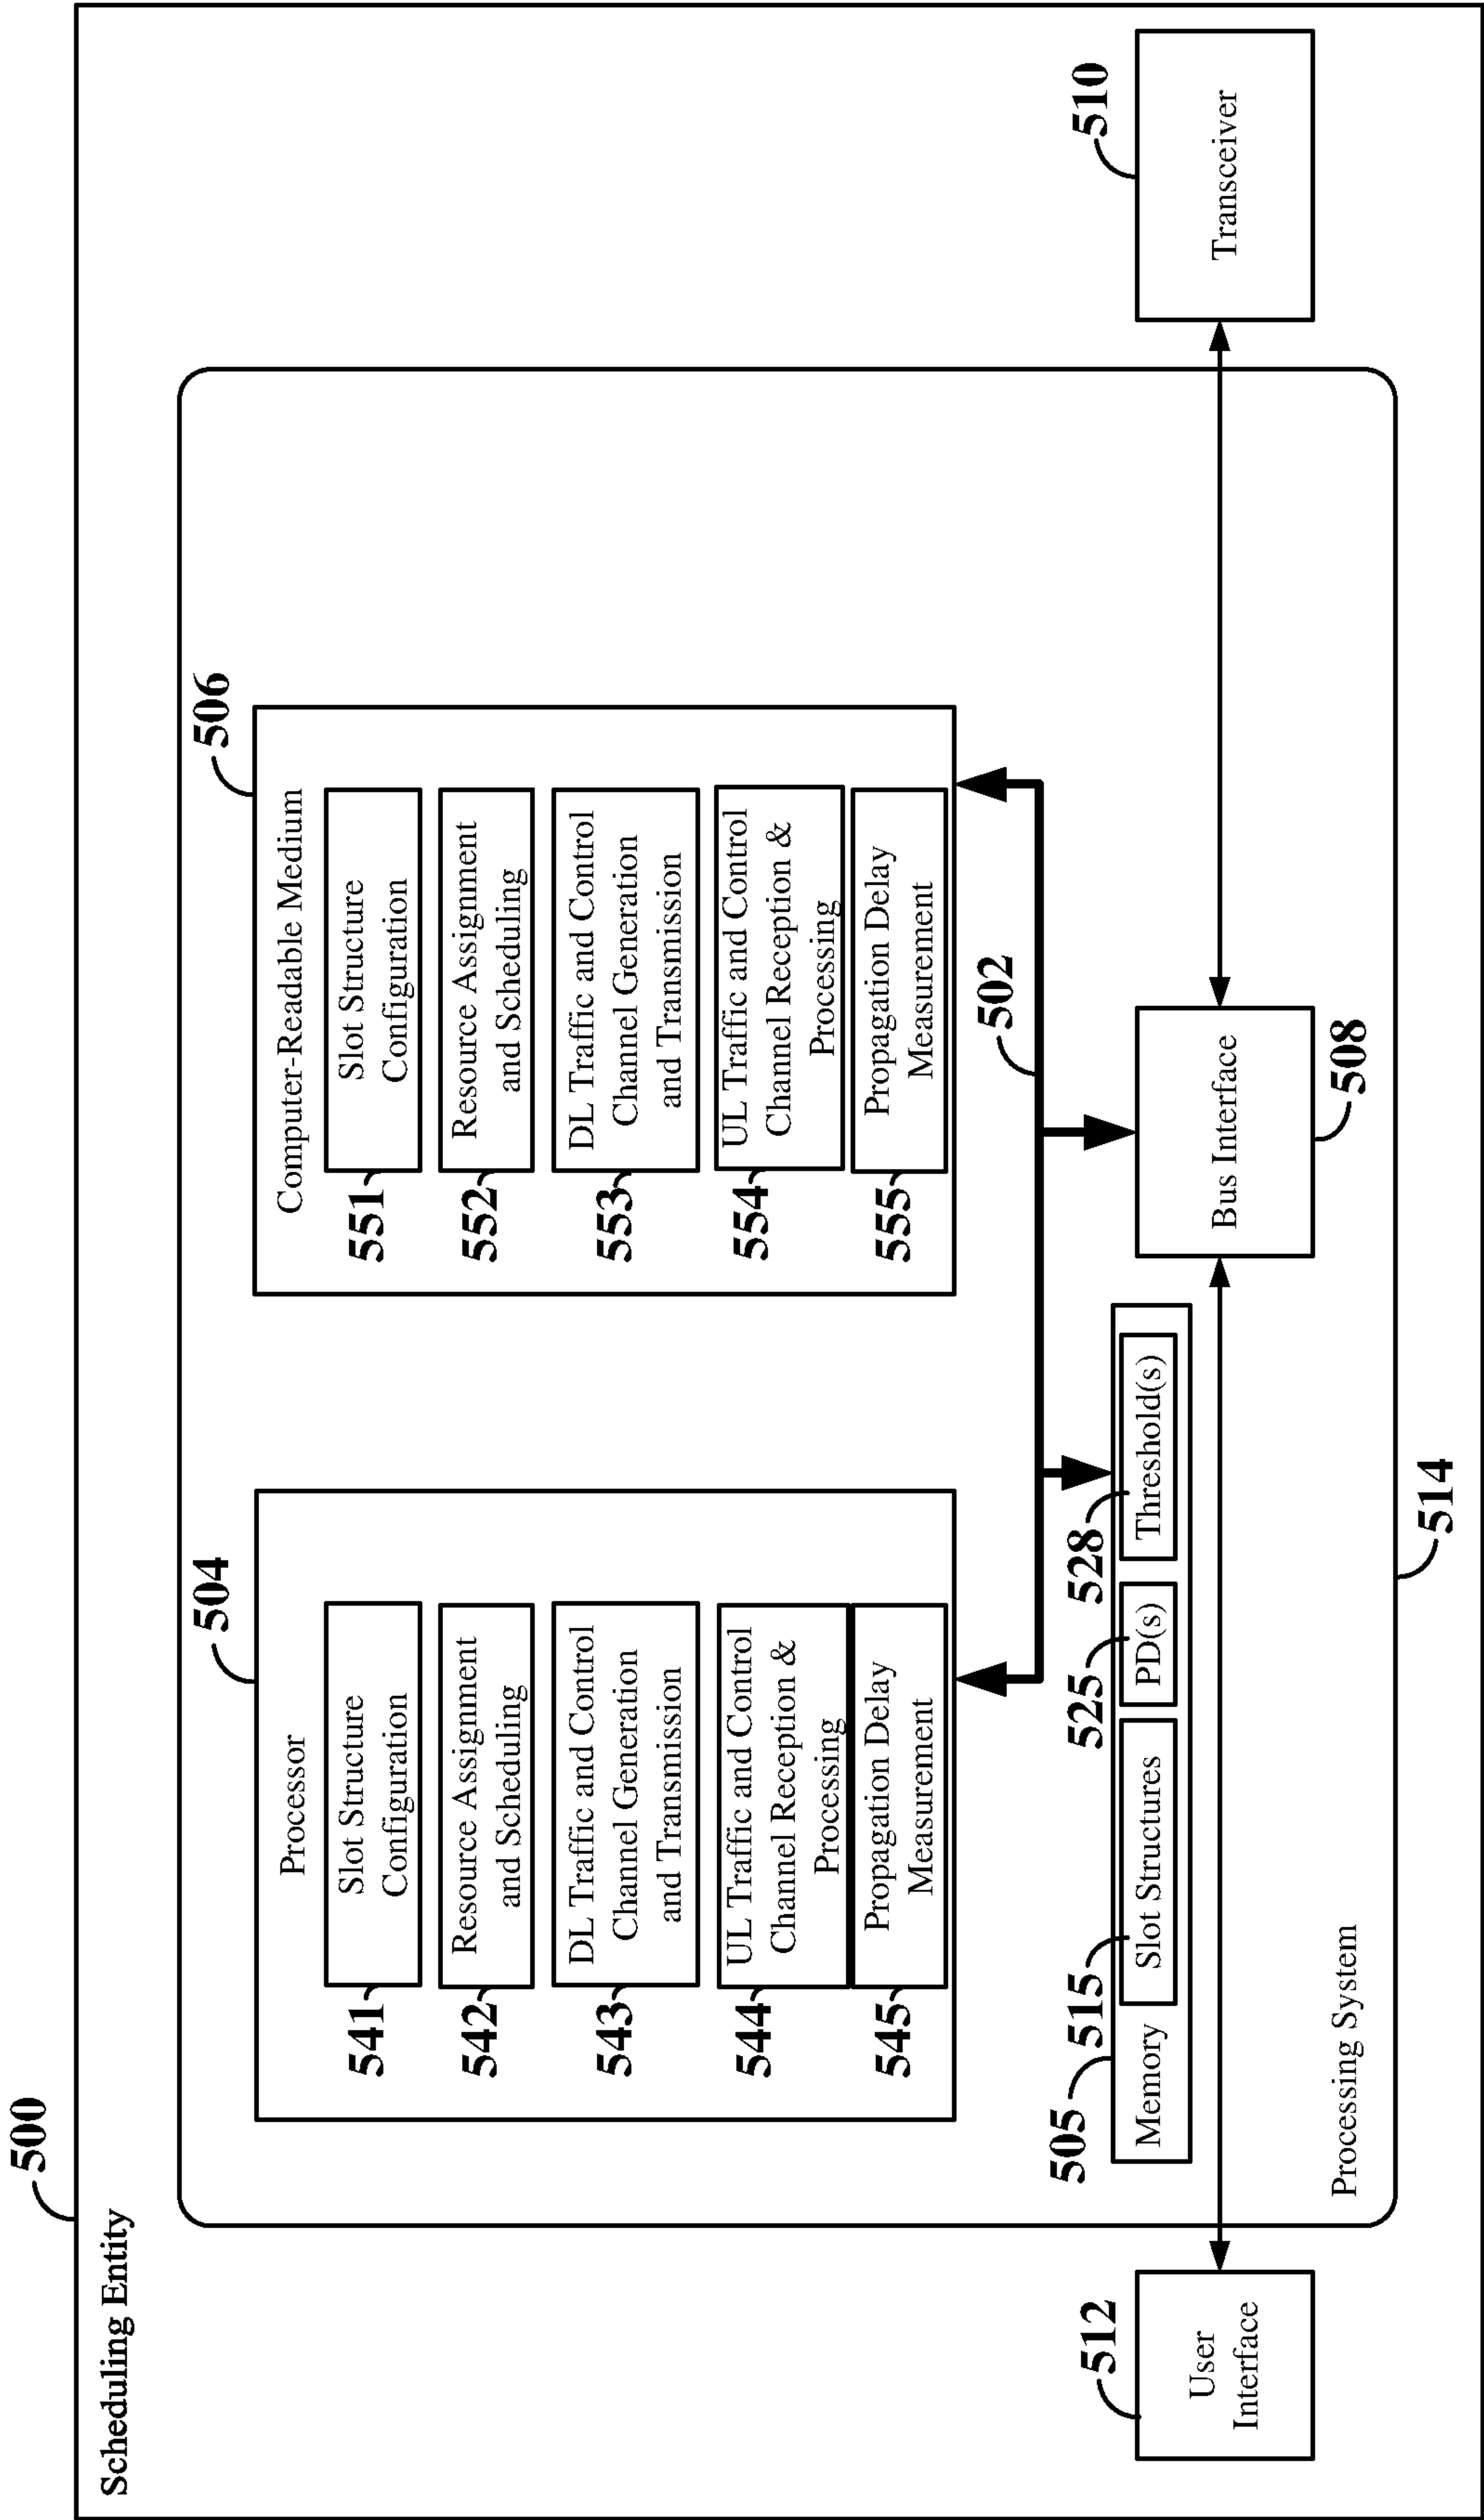 500
Scheduling Entity
504
Processor
541
Slot Structure
Configuration
542
Resource Assignment
and Scheduling
543
DL Traffic and Control
Channel Generation
and Transmission
544
UL Traffic and Control
Channel Reception &
Processing
545
Propagation Delay
Measurement
506
Computer-Readable Medium
551
Slot Structure
Configuration
552
Resource Assignment
and Scheduling
553
DL Traffic and Control
Channel Generation
and Transmission
554
UL Traffic and Control
Channel Reception &
Processing
555
Propagation Delay
Measurement
502
505
Memory
515
Slot Structures
525
PD(s)
528
Threshold(s)
512
User
Interface
Bus Interface
508
510
Transceiver
Processing System
514